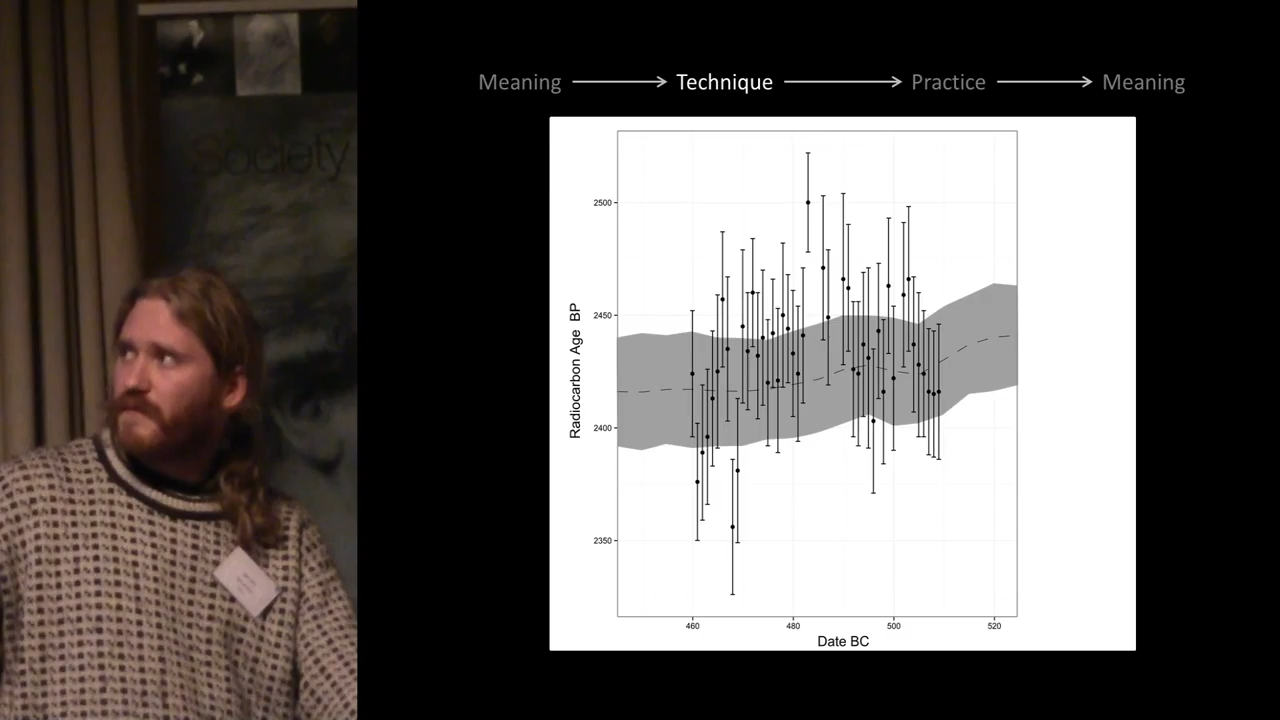 Society
Meaning Technique Practice Meaning
2500
2450
2400
2350
Radiocarbon Age BP
460 480 500 520
Date BC